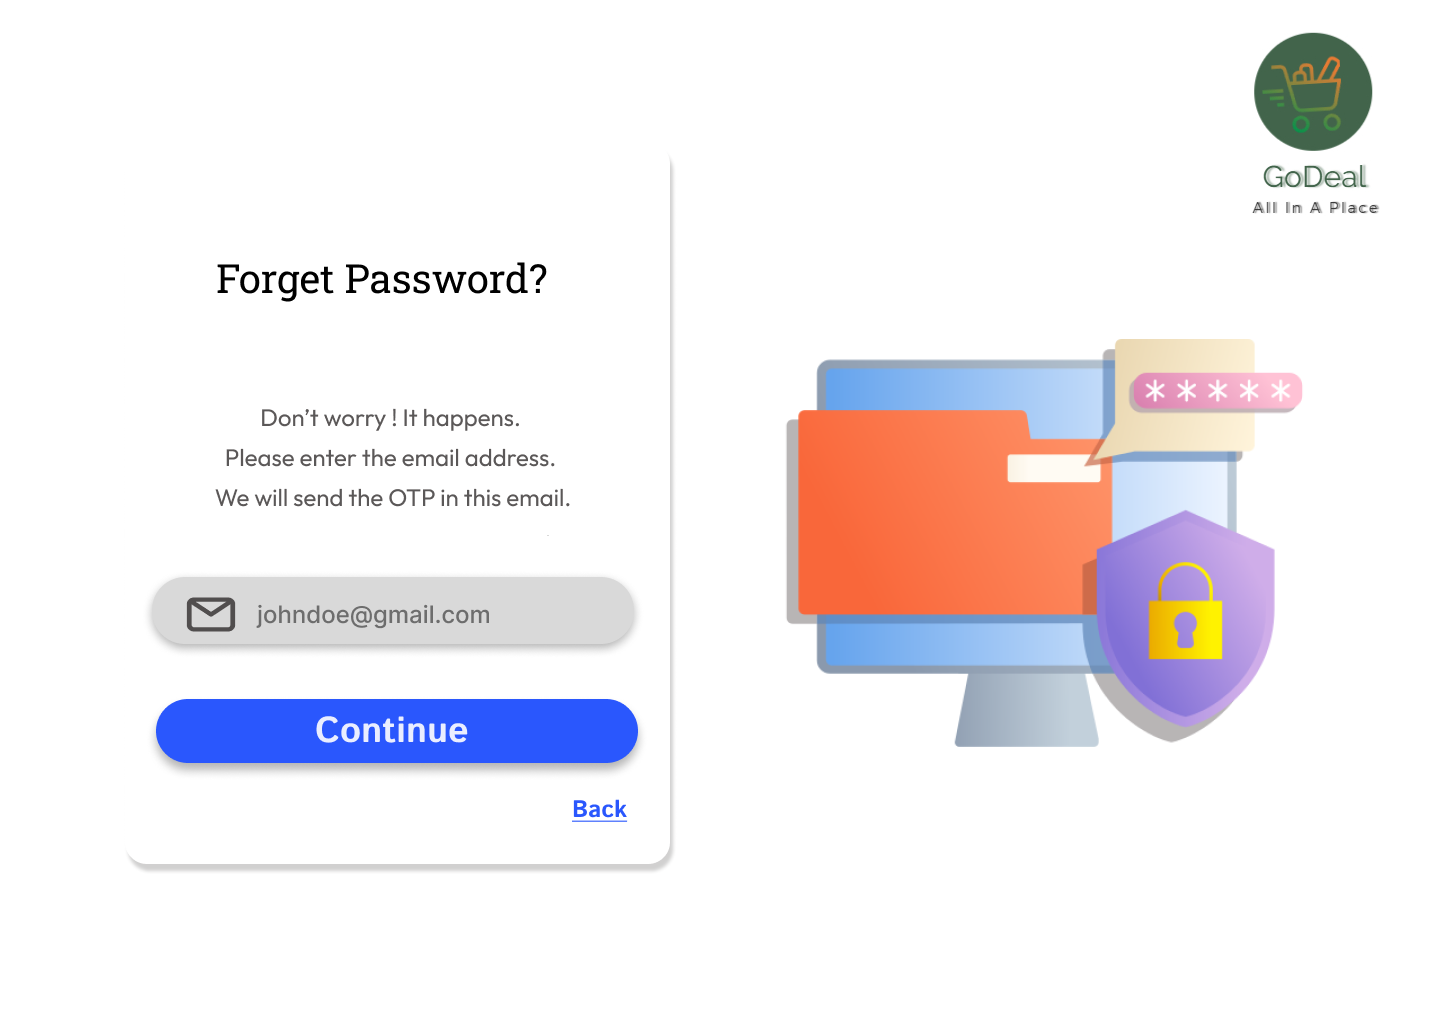 GoDeal
All In A Place
Forget Password?
Don't worry ! It happens.
Please enter the email address.
We will send the OTP in this email.
johndoe@gmail.com
Continue
Back
*****